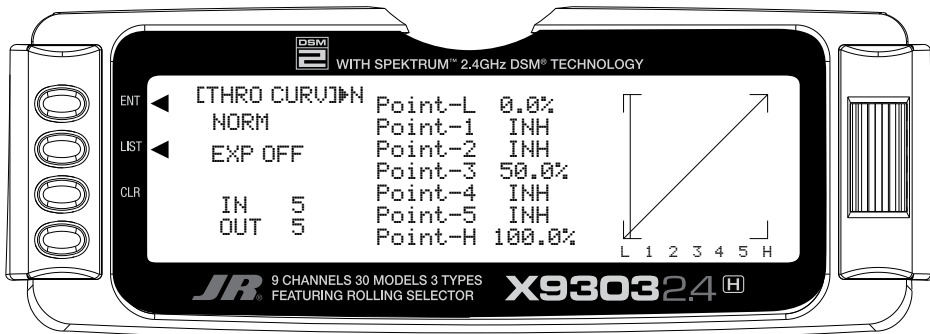 DSM
2 WITH SPEKTRUM™ 2.4GHz DSM® TECHNOLOGY
ENT
LIST
CLR
[THRO CURV]▶N
NORM
EXP OFF
IN 5
OUT 5
Point-L 0.0%
Point-1 INH
Point-2 INH
Point-3 50.0%
Point-4 INH
Point-5 INH
Point-H 100.0%
L 1 2 3 4 5 H
JR® 9 CHANNELS 30 MODELS 3 TYPES
FEATURING ROLLING SELECTOR
X9303 2.4 H